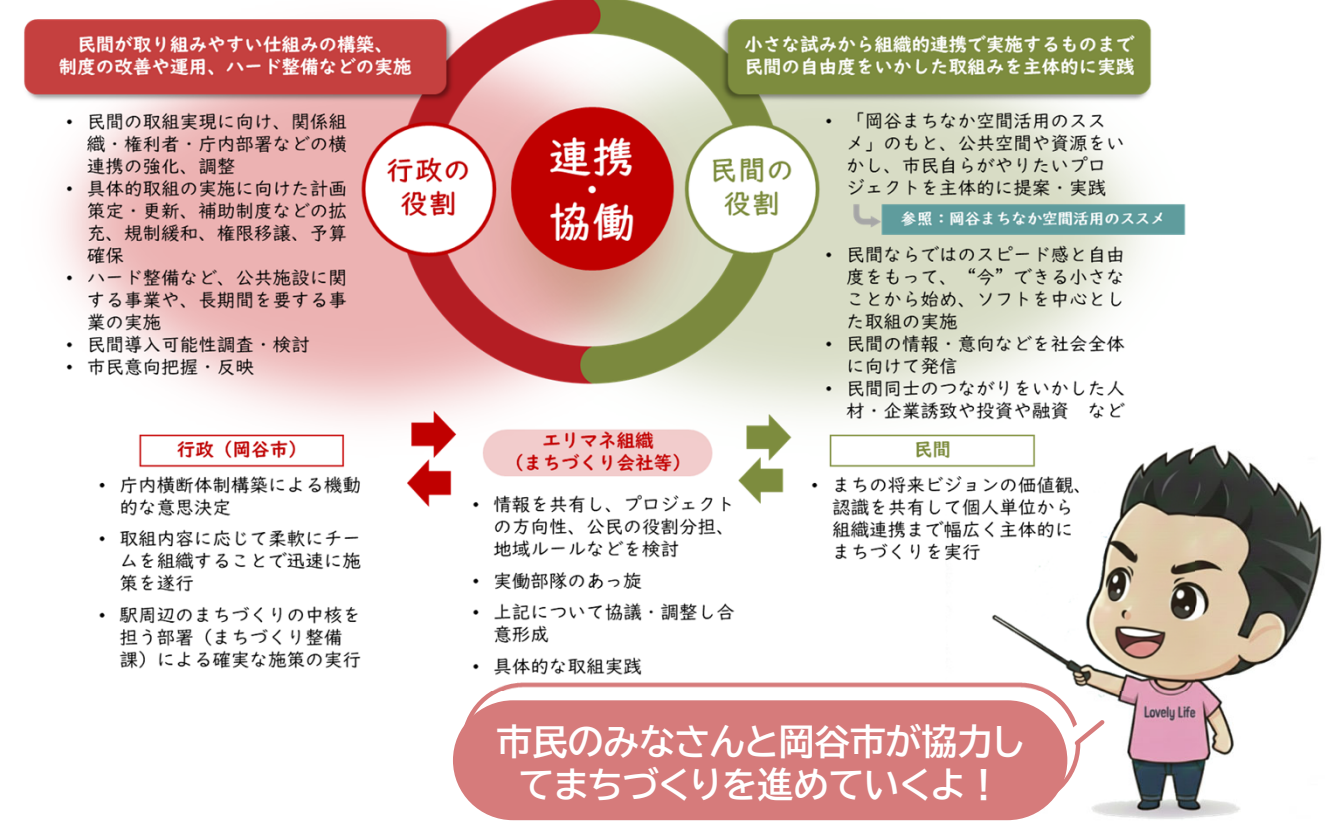 民間が取り組みやすい仕組みの構築、
制度の改善や運用、ハード整備などの実施
• 民間の取組実現に向け、関係組
織・権利者・庁内部署などの横
連携の強化、調整
• 具体的取組の実施に向けた計画
策定・更新、補助制度などの拡
充、規制緩和、権限移譲、予算
確保
• ハード整備など、公共施設に関
する事業や、長期間を要する事
業の実施
• 民間導入可能性調査・検討
• 市民意向把握・反映
行政の
役割
連携
・
協働
民間の
役割
小さな試みから組織的連携で実施するものまで
民間の自由度をいかした取組みを主体的に実践
• 「岡谷まちなか空間活用のスス
メ」のもと、公共空間や資源をい
かし、市民自らがやりたいプロ
ジェクトを主体的に提案・実践
参照：岡谷まちなか空間活用のススメ
• 民間ならではのスピード感と自由
度をもって、“今”できる小さな
ことから始め、ソフトを中心とし
た取組の実施
• 民間の情報・意向などを社会全体
に向けて発信
• 民間同士のつながりをいかした人
材・企業誘致や投資や融資　など
行政（岡谷市）
• 庁内横断体制構築による機動
的な意思決定
• 取組内容に応じて柔軟にチー
ムを組織することで迅速に施
策を遂行
• 駅周辺のまちづくりの中核を
担う部署（まちづくり整備
課）による確実な施策の実行
エリマネ組織
（まちづくり会社等）
• 情報を共有し、プロジェクト
の方向性、公民の役割分担、
地域ルールなどを検討
• 実働部隊のあっ旋
• 上記について協議・調整し合
意形成
• 具体的な取組実践
民間
• まちの将来ビジョンの価値観、
認識を共有して個人単位から
組織連携まで幅広く主体的に
まちづくりを実行
Lovely Life
市民のみなさんと岡谷市が協力し
てまちづくりを進めていくよ！